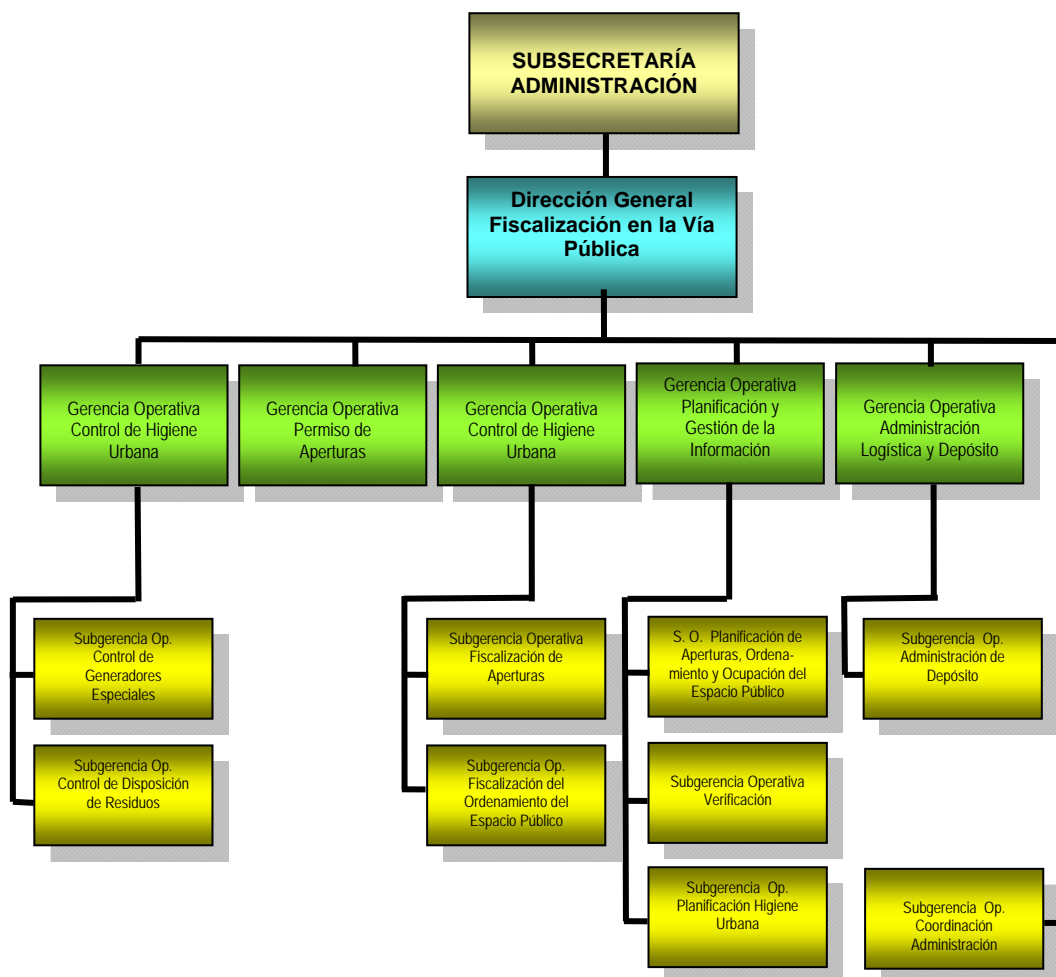 SUBSECRETARÍA
ADMINISTRACIÓN
Dirección General
Fiscalización en la Vía
Pública
Gerencia Operativa
Control de Higiene
Urbana
Gerencia Operativa
Permiso de
Aperturas
Gerencia Operativa
Control de Higiene
Urbana
Gerencia Operativa
Planificación y
Gestión de la
Información
Gerencia Operativa
Administración
Logística y Depósito
Subgerencia Op.
Control de
Generadores
Especiales
Subgerencia Operativa
Fiscalización de
Aperturas
S. O. Planificación de
Aperturas, Ordena-
miento y Ocupación del
Espacio Público
Subgerencia Op.
Administración de
Depósito
Subgerencia Op.
Control de Disposición
de Residuos
Subgerencia Op.
Fiscalización del
Ordenamiento del
Espacio Público
Subgerencia Operativa
Verificación
Subgerencia Op.
Planificación Higiene
Urbana
Subgerencia Op.
Coordinación
Administración